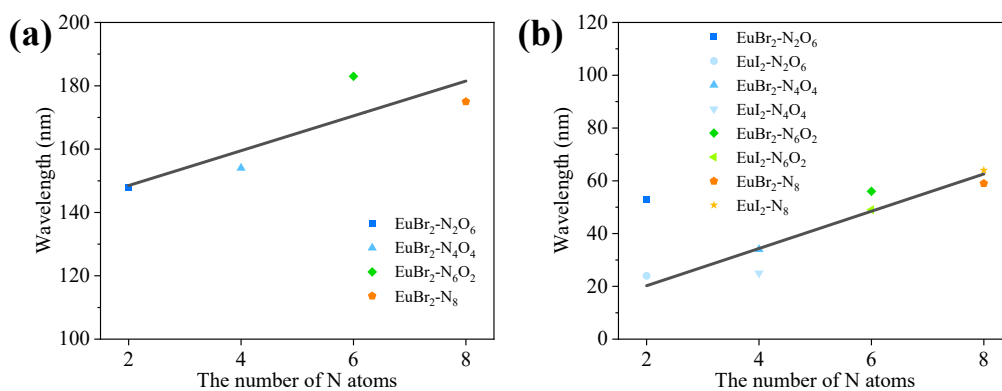 (a)
200
180
160
140
120
100
Wavelength (nm)
EuBr₂-N₂O₆
EuBr₂-N₄O₄
EuBr₂-N₆O₂
EuBr₂-N₈
2 4 6 8
The number of N atoms
(b)
120
100
80
60
40
20
0
Wavelength (nm)
EuBr₂-N₂O₆
EuI₂-N₂O₆
EuBr₂-N₄O₄
EuI₂-N₄O₄
EuBr₂-N₆O₂
EuI₂-N₆O₂
EuBr₂-N₈
EuI₂-N₈
2 4 6 8
The number of N atoms